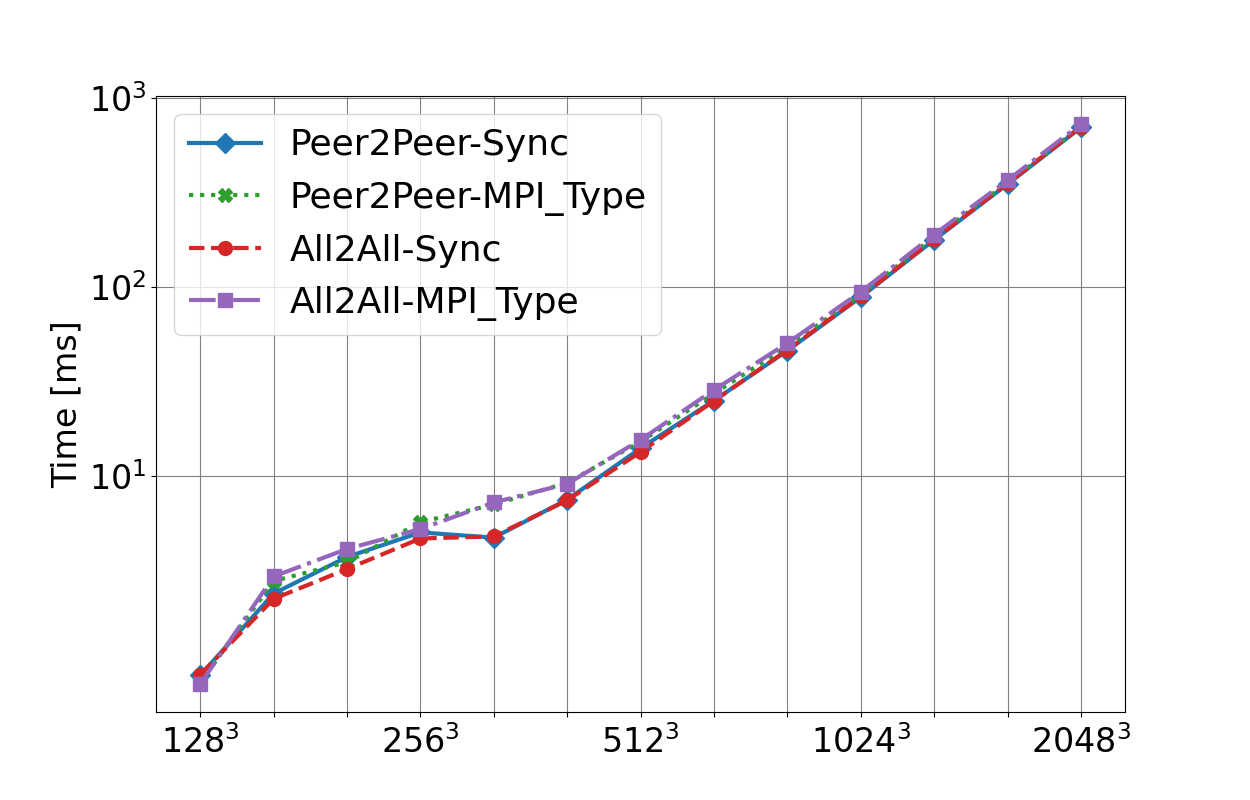 10³
Peer2Peer-Sync
Peer2Peer-MPI_Type
All2All-Sync
All2All-MPI_Type
10²
Time [ms]
10¹
128³ 256³ 512³ 1024³ 2048³